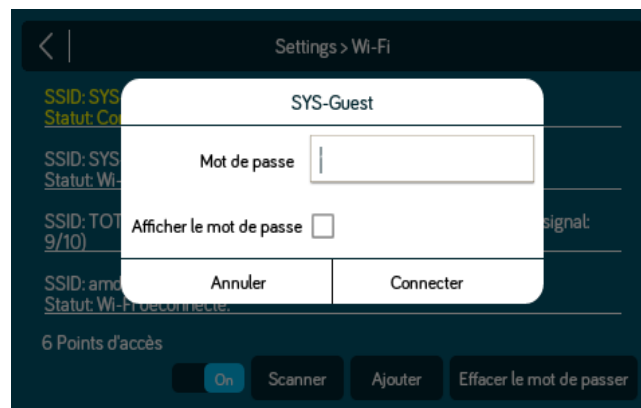 Settings > Wi-Fi
SSID: SYS
Statut:
SYS-Guest
SSID: SYS
Statut: Wi-
Mot de passe
SSID: TOT
signal:
9/10)
Afficher le mot de passe
SSID: amd
Annuler
Connecter
Statut: Wi-Fi déconnecté.
6 Points d'accès
On
Scanner
Ajouter
Effacer le mot de passer